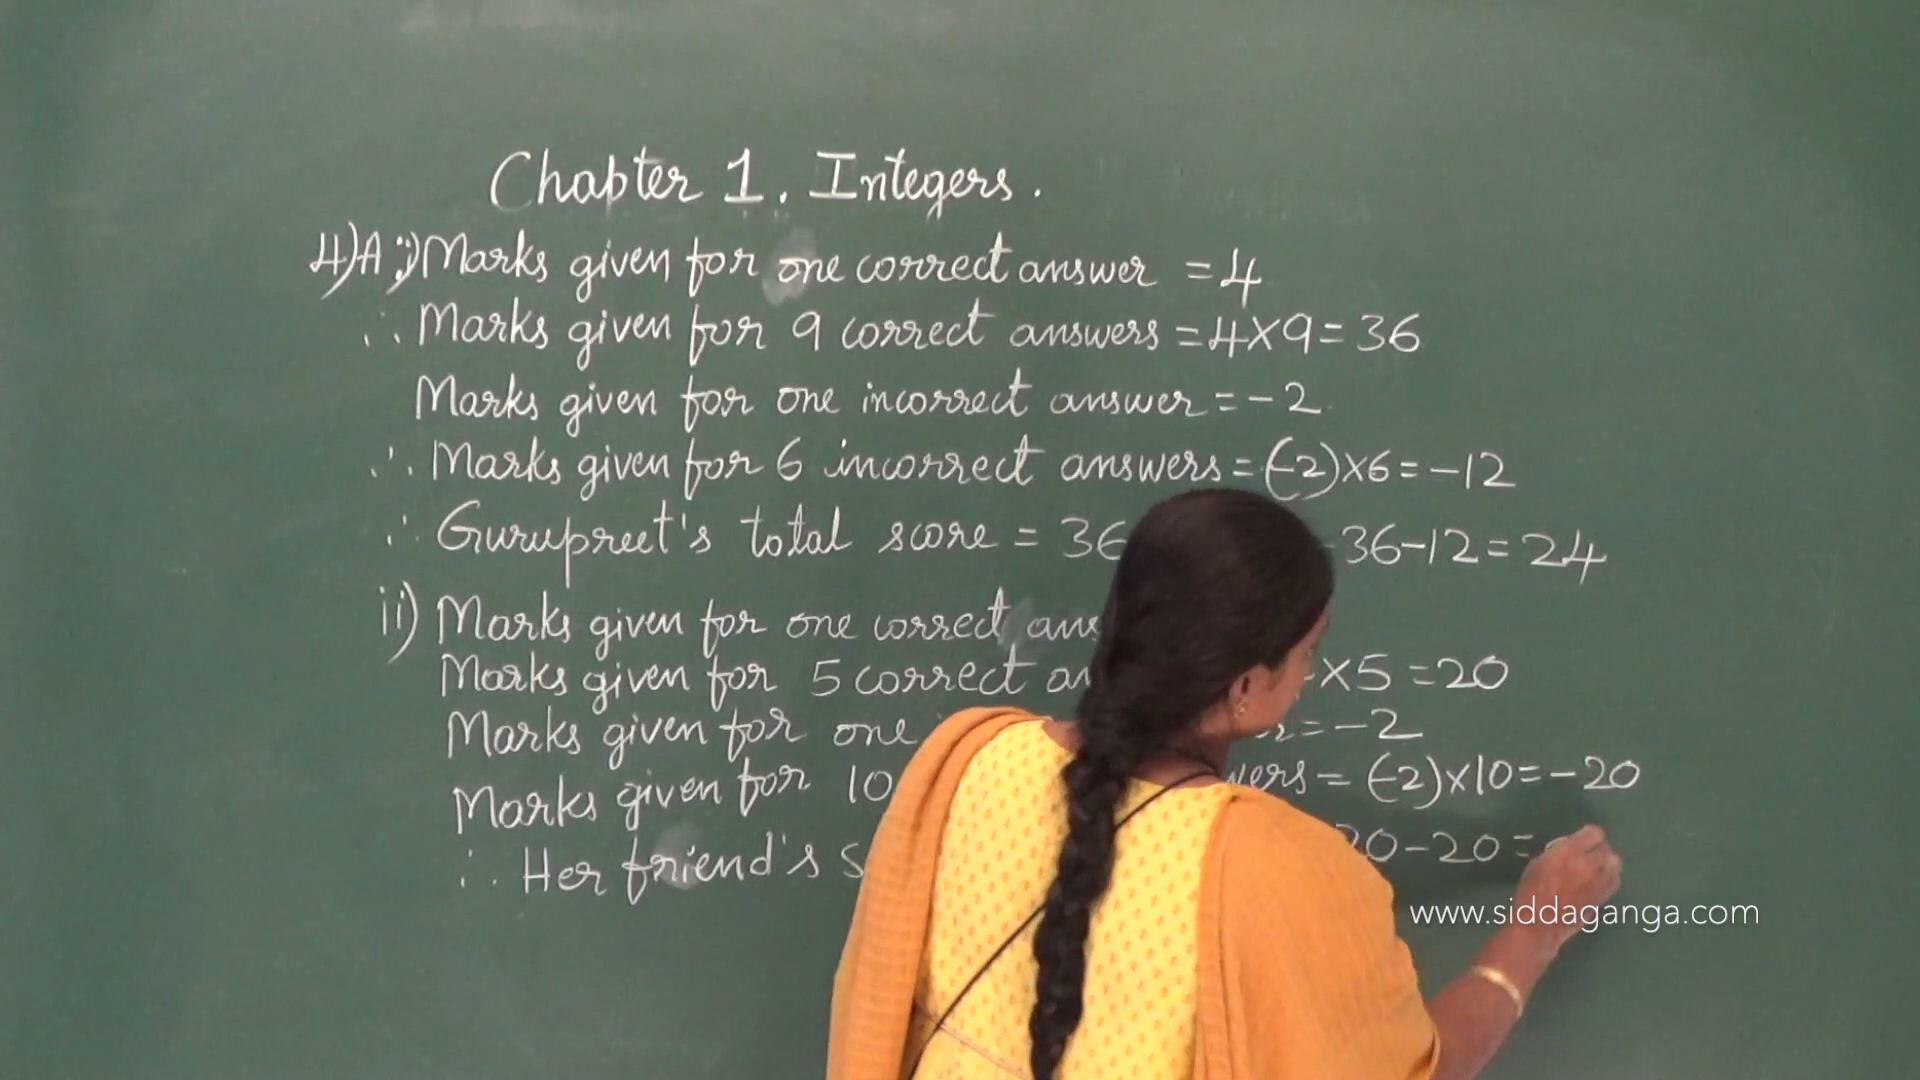 Chapter 1. Integers.
4)A i) Marks given for one correct answer = 4
∴ Marks given for 9 correct answers = 4×9=36
Marks given for one incorrect answer = -2
∴ Marks given for 6 incorrect answers = (-2)×6 = -12
∴ Gurupreet's total score = 36 36-12=24
ii) Marks given for one correct
Marks given for 5 correct ×5 =20
Marks given for one =-2
Marks given for 10 = (-2)×10=-20
∴ Her friend's 20-20=
www.siddaganga.com